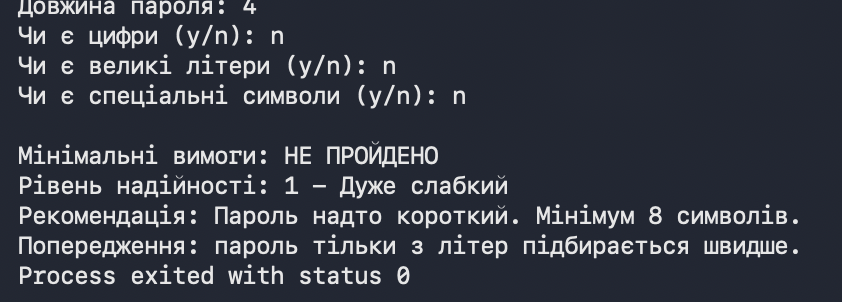 Довжина пароля: 4
Чи є цифри (y/n): n
Чи є великі літери (y/n): n
Чи є спеціальні символи (y/n): n
Мінімальні вимоги: НЕ ПРОЙДЕНО
Рівень надійності: 1 – Дуже слабкий
Рекомендація: Пароль надто короткий. Мінімум 8 символів.
Попередження: пароль тільки з літер підбирається швидше.
Process exited with status 0